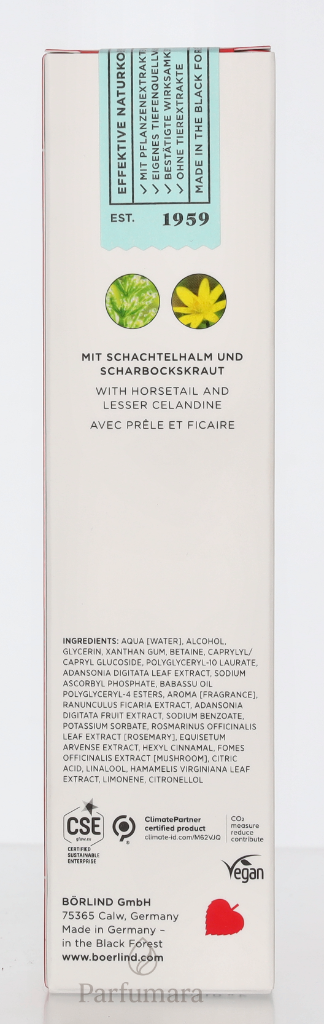 EFFEKTIVE NATURKO
✓ MIT PFLANZENEXTRAKT
✓ EIGENES TIEFENQUELLW
✓ BESTÄTIGTE WIRKSAMK
✓ OHNE TIEREXTRAKTE
MADE IN THE BLACK FOR
EST. 1959
MIT SCHACHTELHALM UND
SCHARBOCKSKRAUT
WITH HORSETAIL AND
LESSER CELANDINE
AVEC PRÊLE ET FICAIRE
INGREDIENTS: AQUA [WATER], ALCOHOL,
GLYCERIN, XANTHAN GUM, BETAINE, CAPRYLYL/
CAPRYL GLUCOSIDE, POLYGLYCERYL-10 LAURATE,
ADANSONIA DIGITATA LEAF EXTRACT, SODIUM
ASCORBYL PHOSPHATE, BABASSU OIL
POLYGLYCERYL-4 ESTERS, AROMA [FRAGRANCE],
RANUNCULUS FICARIA EXTRACT, ADANSONIA
DIGITATA FRUIT EXTRACT, SODIUM BENZOATE,
POTASSIUM SORBATE, ROSMARINUS OFFICINALIS
LEAF EXTRACT [ROSEMARY], EQUISETUM
ARVENSE EXTRACT, HEXYL CINNAMAL, FOMES
OFFICINALIS EXTRACT [MUSHROOM], CITRIC
ACID, LINALOOL, HAMAMELIS VIRGINIANA LEAF
EXTRACT, LIMONENE, CITRONELLOL
CSE
CERTIFIED
SUSTAINABLE
ENTERPRISE
ClimatePartner
certified product
climate-id.com/M62VJQ
CO₂
measure
reduce
contribute
Vegan
BÖRLIND GmbH
75365 Calw, Germany
Made in Germany –
in the Black Forest
www.boerlind.com
Parfumara